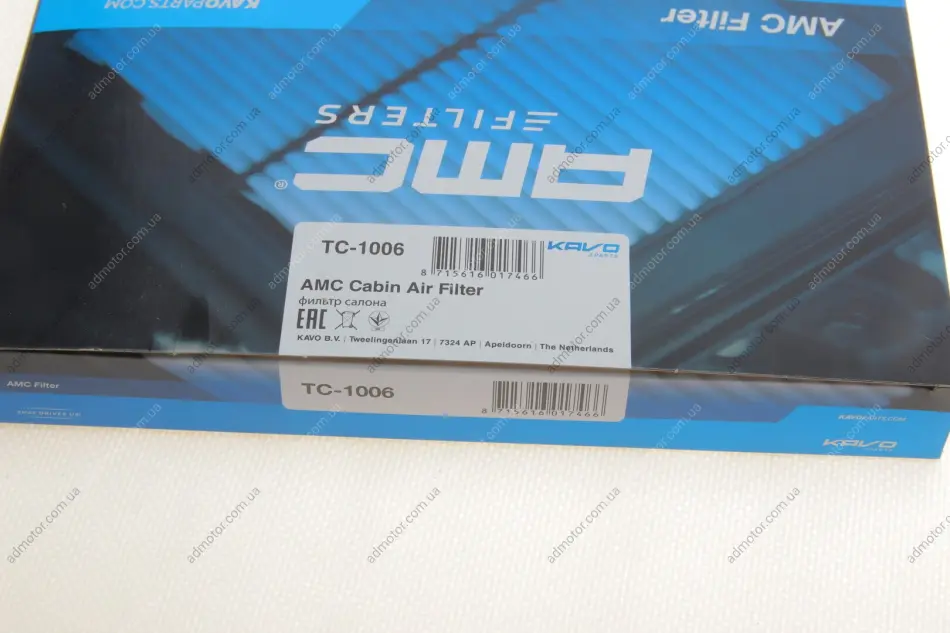 KAVOPARTS.COM
AMC Filter
FILTERS
AMC
®
TC-1006
KAVO
PARTS
8 715616 017466
AMC Cabin Air Filter
фильтр салона
EAC
KAVO B.V. | Tweelingenlaan 17 | 7324 AP | Apeldoorn | The Netherlands
TC-1006
8 715616 017466
AMC Filter
KAVOPARTS.COM
KAVO
admotor.com.ua